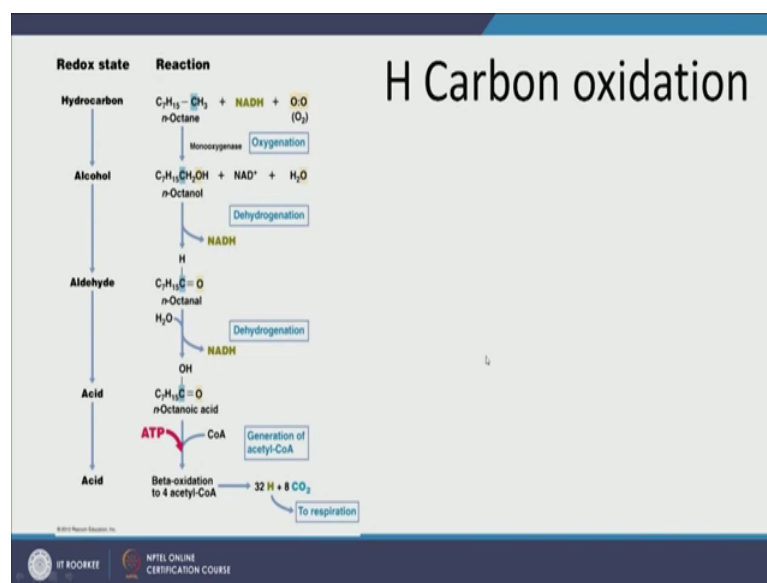 H Carbon oxidation
Redox state Reaction
Hydrocarbon C₇H₁₅ – CH₃ + NADH + O:O
n-Octane (O₂)
Monooxygenase Oxygenation
Alcohol C₇H₁₅CH₂OH + NAD⁺ + H₂O
n-Octanol
Dehydrogenation
NADH
H
Aldehyde C₇H₁₅C=O
n-Octanal
H₂O
Dehydrogenation
NADH
OH
Acid C₇H₁₅C=O
n-Octanoic acid
ATP CoA Generation of
acetyl-CoA
Acid Beta-oxidation
to 4 acetyl-CoA 32 H + 8 CO₂
To respiration
IIT ROORKEE
NPTEL ONLINE
CERTIFICATION COURSE